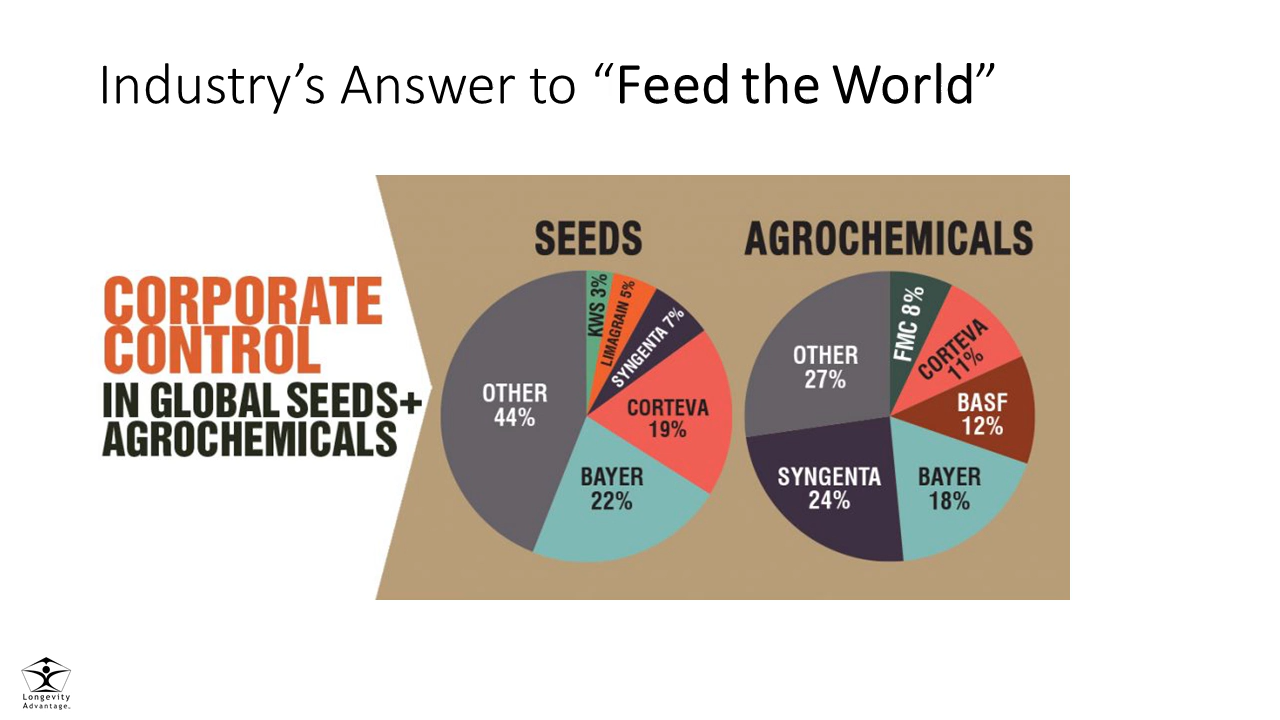 Industry’s Answer to “Feed the World”
CORPORATE
CONTROL
IN GLOBAL SEEDS+
AGROCHEMICALS
SEEDS
KWS 3%
LIMAGRAIN 5%
SYNGENTA 7%
CORTEVA
19%
BAYER
22%
OTHER
44%
AGROCHEMICALS
FMC 8%
CORTEVA
11%
BASF
12%
BAYER
18%
SYNGENTA
24%
OTHER
27%
Longevity
Advantage